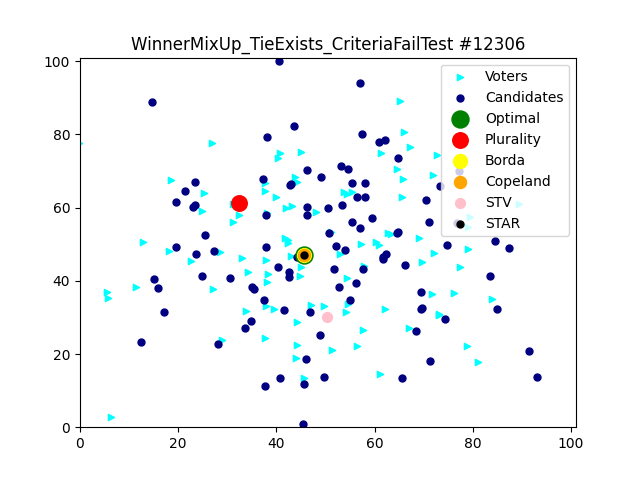 WinnerMixUp_TieExists_CriteriaFailTest #12306
100
80
60
40
20
0
0
20
40
60
80
100
Voters
Candidates
Optimal
Plurality
Borda
Copeland
STV
STAR